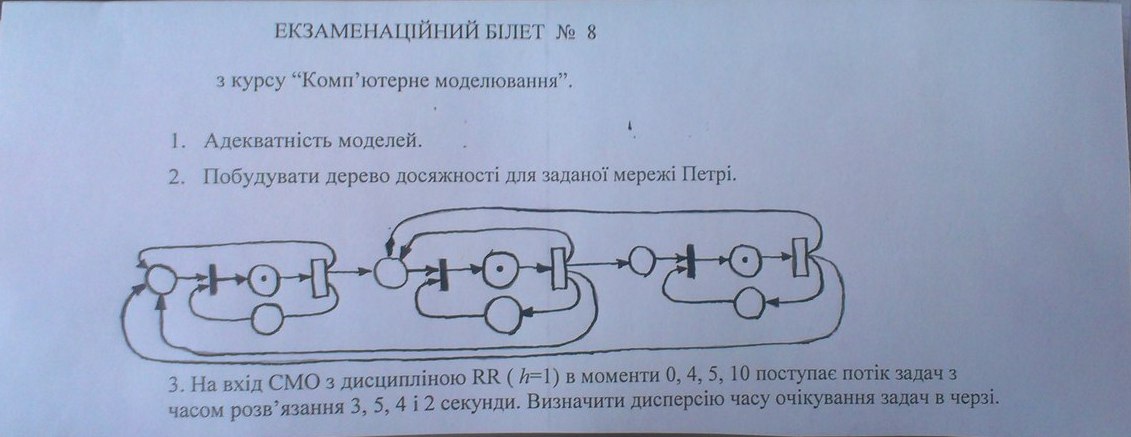 ЕКЗАМЕНАЦІЙНИЙ БІЛЕТ № 8
з курсу “Комп’ютерне моделювання”.
1. Адекватність моделей.
2. Побудувати дерево досяжності для заданої мережі Петрі.
3. На вхід СМО з дисципліною RR ( h=1) в моменти 0, 4, 5, 10 поступає потік задач з
часом розв’язання 3, 5, 4 і 2 секунди. Визначити дисперсію часу очікування задач в черзі.